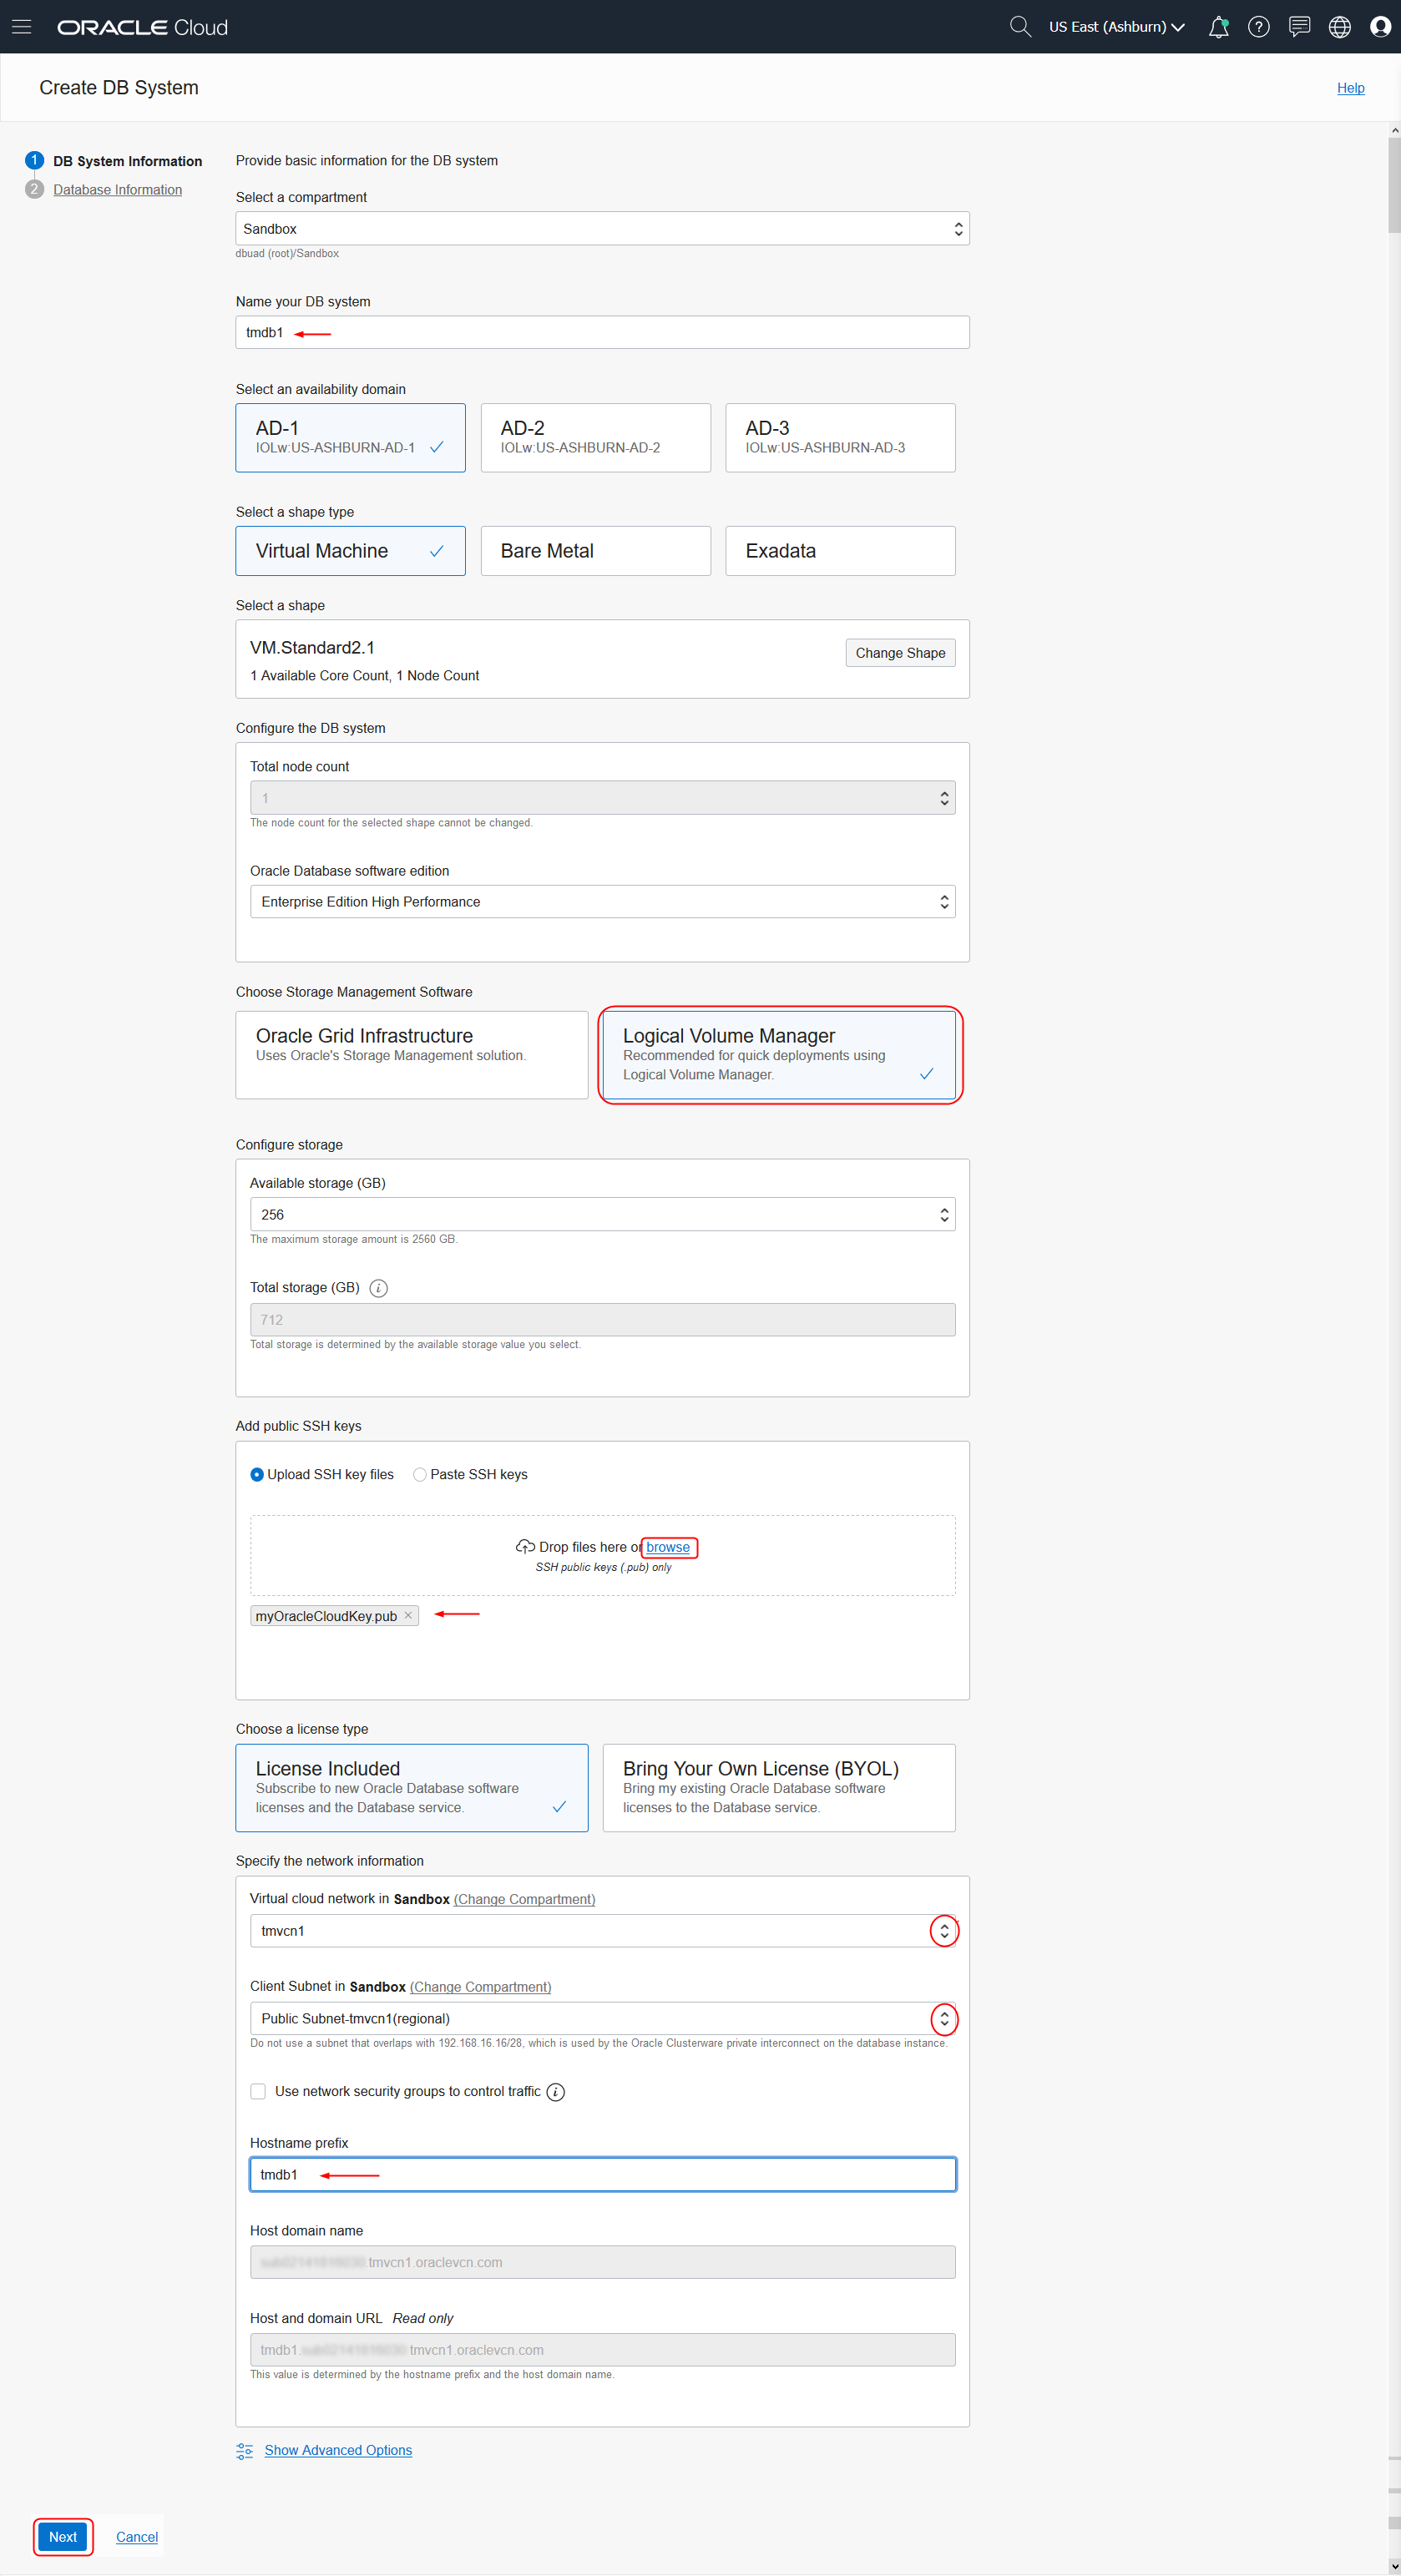 ORACLE Cloud
US East (Ashburn)
Create DB System
Help
1 DB System Information
2 Database Information
Provide basic information for the DB system
Select a compartment
Sandbox
dbuad (root)/Sandbox
Name your DB system
tmdb1
Select an availability domain
AD-1
IOLw:US-ASHBURN-AD-1
AD-2
IOLw:US-ASHBURN-AD-2
AD-3
IOLw:US-ASHBURN-AD-3
Select a shape type
Virtual Machine
Bare Metal
Exadata
Select a shape
VM.Standard2.1
1 Available Core Count, 1 Node Count
Change Shape
Configure the DB system
Total node count
1
The node count for the selected shape cannot be changed.
Oracle Database software edition
Enterprise Edition High Performance
Choose Storage Management Software
Oracle Grid Infrastructure
Uses Oracle's Storage Management solution.
Logical Volume Manager
Recommended for quick deployments using
Logical Volume Manager.
Configure storage
Available storage (GB)
256
The maximum storage amount is 2560 GB.
Total storage (GB)
712
Total storage is determined by the available storage value you select.
Add public SSH keys
Upload SSH key files
Paste SSH keys
Drop files here or browse
SSH public keys (.pub) only
myOracleCloudKey.pub ×
Choose a license type
License Included
Subscribe to new Oracle Database software
licenses and the Database service.
Bring Your Own License (BYOL)
Bring my existing Oracle Database software
licenses to the Database service.
Specify the network information
Virtual cloud network in Sandbox (Change Compartment)
tmvcn1
Client Subnet in Sandbox (Change Compartment)
Public Subnet-tmvcn1(regional)
Do not use a subnet that overlaps with 192.168.16.16/28, which is used by the Oracle Clusterware private interconnect on the database instance.
Use network security groups to control traffic
Hostname prefix
tmdb1
Host domain name
.tmvcn1.oraclevcn.com
Host and domain URL Read only
tmdb1. .tmvcn1.oraclevcn.com
This value is determined by the hostname prefix and the host domain name.
Show Advanced Options
Next
Cancel